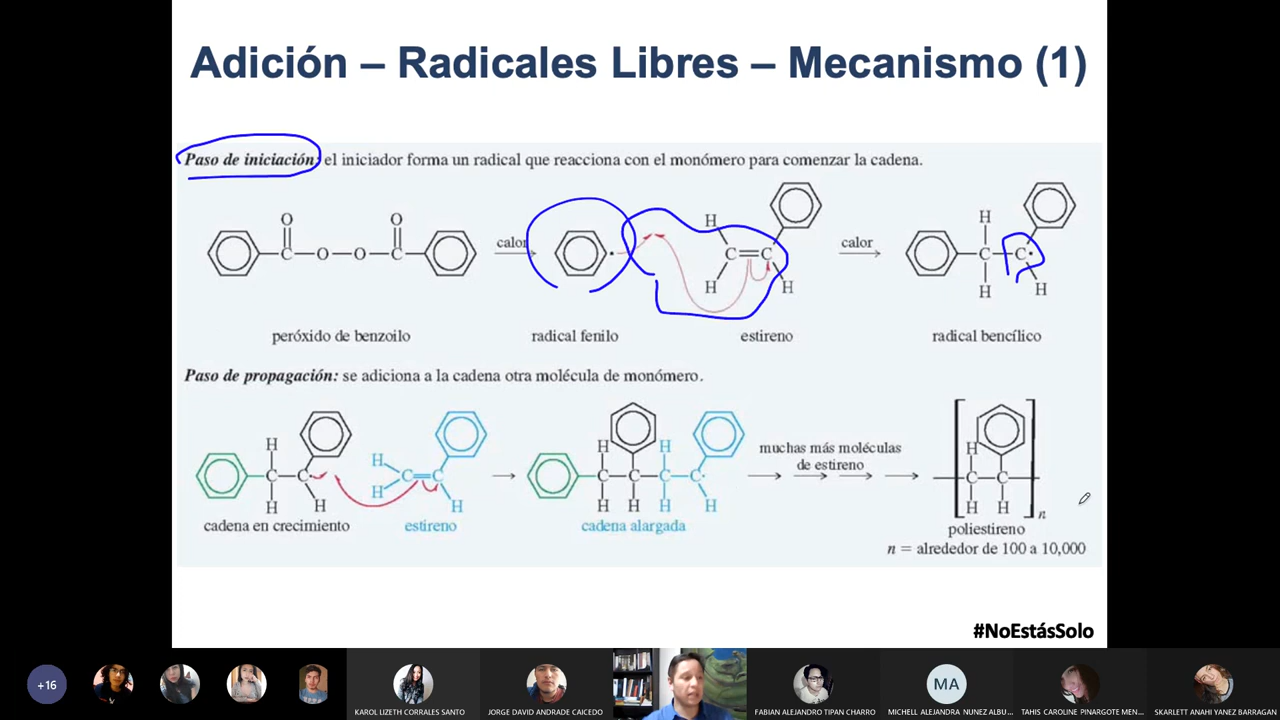 Adición – Radicales Libres – Mecanismo (1)
Paso de iniciación: el iniciador forma un radical que reacciona con el monómero para comenzar la cadena.
O O H H
C O O C calor C C calor C C
H H H H
peróxido de benzoilo radical fenilo estireno radical bencílico
Paso de propagación: se adiciona a la cadena otra molécula de monómero.
muchas más moléculas
de estireno
H H H H H
C C C C C C C C C C
H H H H H H H H H H
n
cadena en crecimiento estireno cadena alargada poliestireno
n = alrededor de 100 a 10,000
#NoEstásSolo
+16
KAROL LIZETH CORRALES SANTO
JORGE DAVID ANDRADE CAICEDO
FABIAN ALEJANDRO TIPAN CHARRO
MA
MICHELL ALEJANDRA NUNEZ ALBU...
TAHIS CAROLINE PINARGOTE MEN...
SKARLETT ANAHI YANEZ BARRAGAN